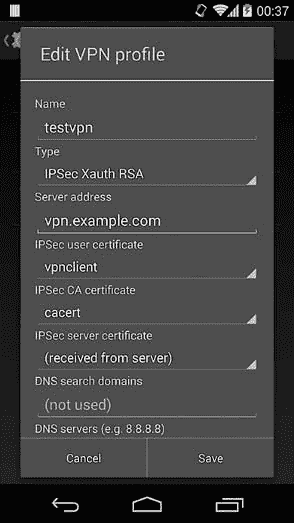 00:37
Edit VPN profile
Name
testvpn
Type
IPSec Xauth RSA
Server address
vpn.example.com
IPSec user certificate
vpnclient
IPSec CA certificate
cacert
IPSec server certificate
(received from server)
DNS search domains
(not used)
DNS servers (e.g. 8.8.8.8)
Cancel Save